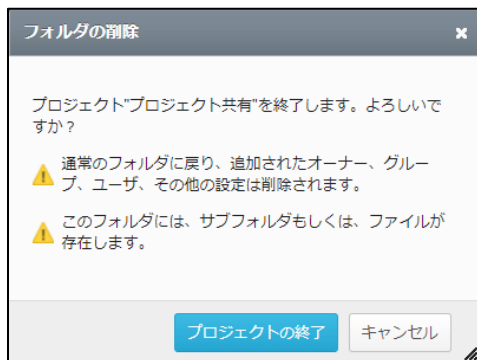 フォルダの削除
プロジェクト"プロジェクト共有"を終了します。よろしいで
すか？
通常のフォルダに戻り、追加されたオーナー、グルー
プ、ユーザ、その他の設定は削除されます。
このフォルダには、サブフォルダもしくは、ファイルが
存在します。
プロジェクトの終了 キャンセル